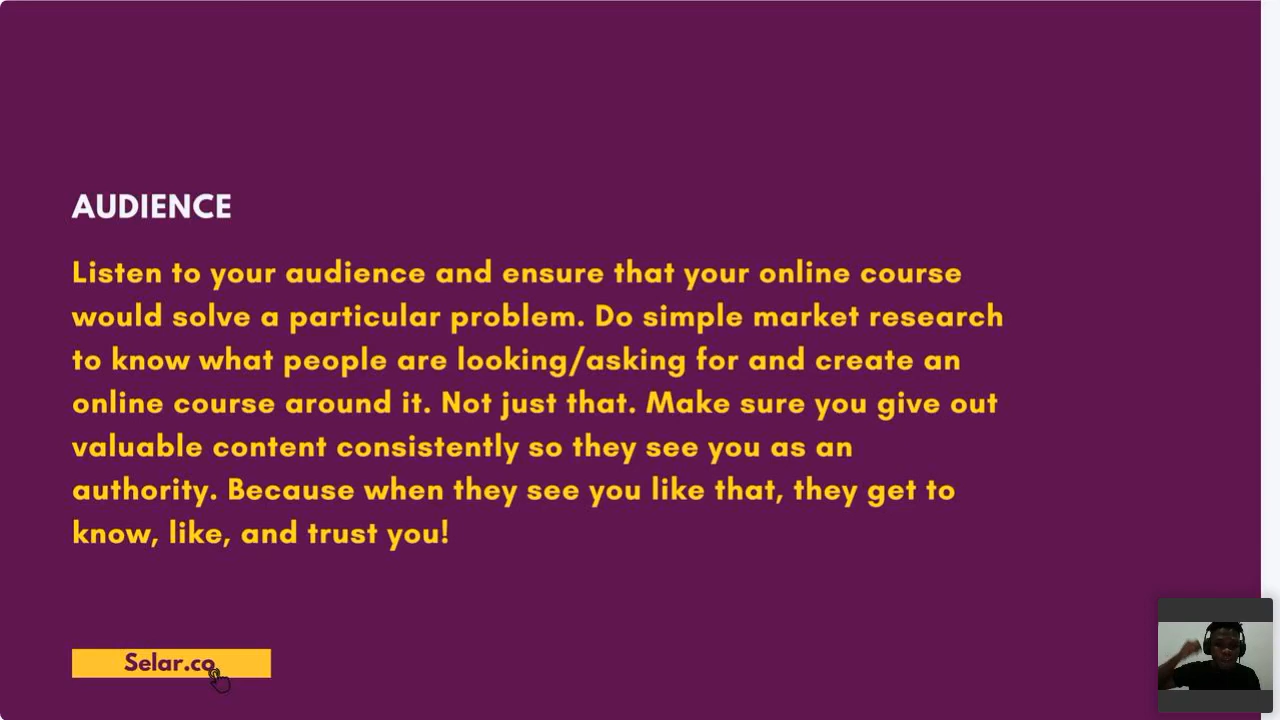 AUDIENCE
Listen to your audience and ensure that your online course
would solve a particular problem. Do simple market research
to know what people are looking/asking for and create an
online course around it. Not just that. Make sure you give out
valuable content consistently so they see you as an
authority. Because when they see you like that, they get to
know, like, and trust you!
Selar.co